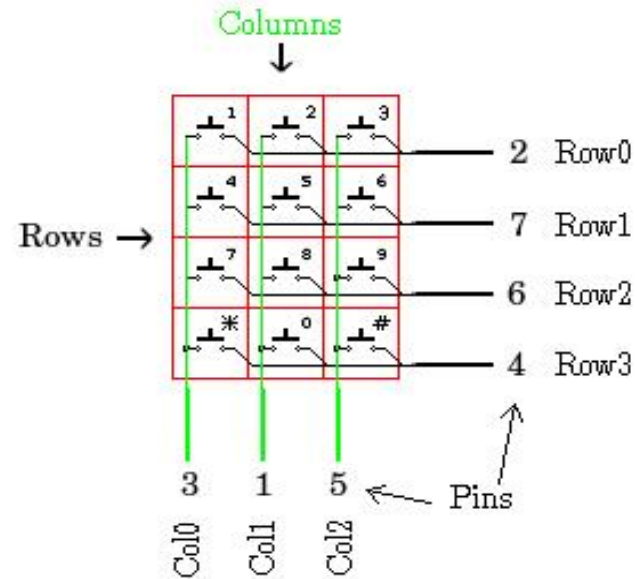 Columns
1 2 3
2 Row0
4 5 6
7 Row1
Rows
7 8 9
6 Row2
* 0 #
4 Row3
3 1 5
Pins
Col0 Col1 Col2